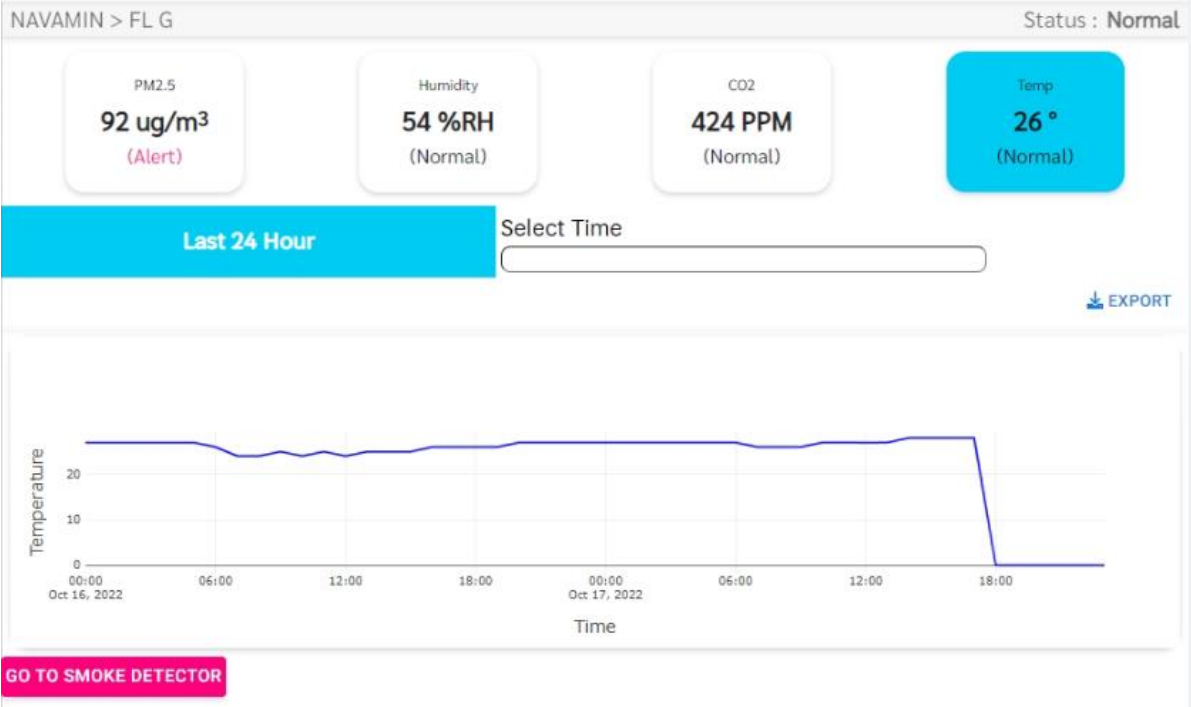 NAVAMIN > FL G
Status : Normal
PM2.5
92 ug/m³
(Alert)
Humidity
54 %RH
(Normal)
CO2
424 PPM
(Normal)
Temp
26 °
(Normal)
Last 24 Hour
Select Time
EXPORT
Temperature
20
10
0
00:00
Oct 16, 2022
06:00
12:00
18:00
00:00
Oct 17, 2022
06:00
12:00
18:00
Time
GO TO SMOKE DETECTOR